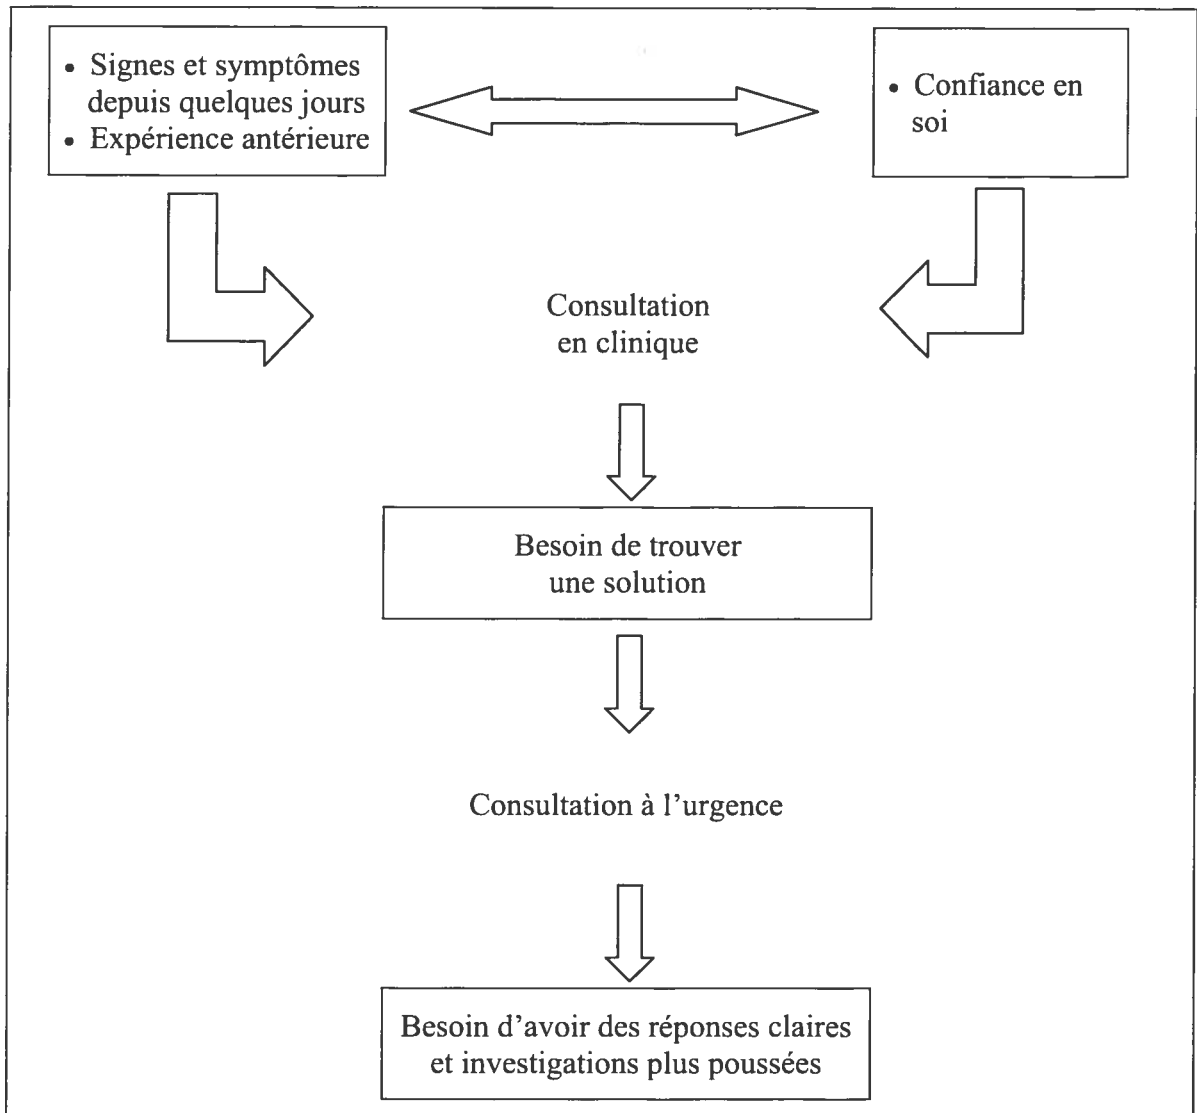 • Signes et symptômes
depuis quelques jours
• Expérience antérieure
• Confiance en
soi
Consultation
en clinique
Besoin de trouver
une solution
Consultation à l’urgence
Besoin d’avoir des réponses claires
et investigations plus poussées